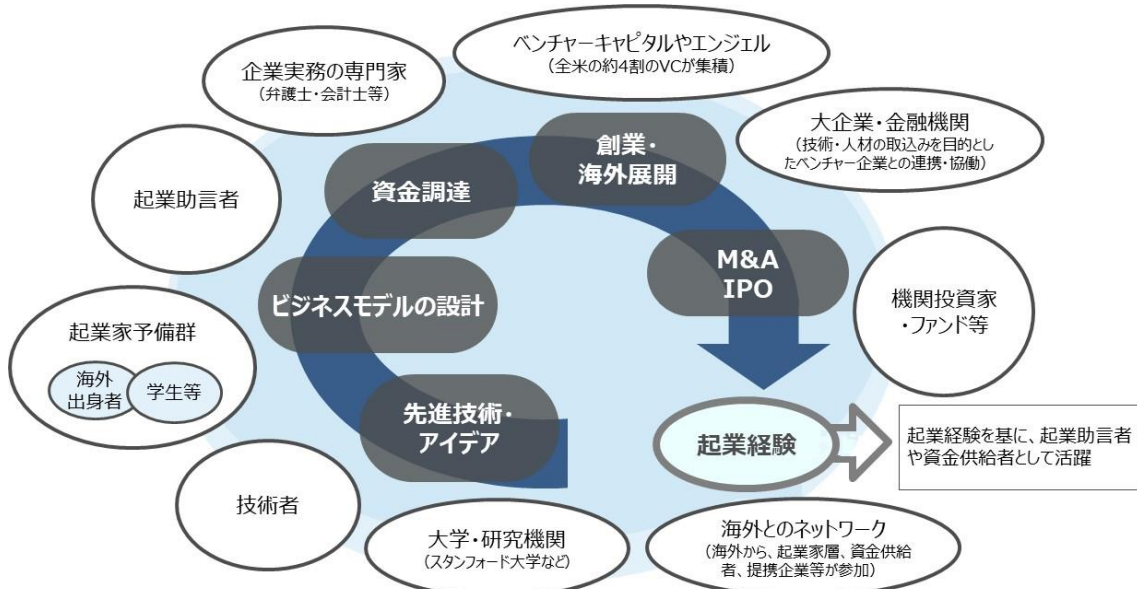 ベンチャーキャピタルやエンジェル
（全米の約4割のVCが集積）
企業実務の専門家
（弁護士・会計士等）
大企業・金融機関
（技術・人材の取込みを目的とし
たベンチャー企業との連携・協働）
創業・
海外展開
資金調達
起業助言者
M&A
IPO
ビジネスモデルの設計
機関投資家
・ファンド等
起業家予備群
海外
出身者
学生等
先進技術・
アイデア
起業経験
起業経験を基に、起業助言者
や資金供給者として活躍
技術者
大学・研究機関
（スタンフォード大学など）
海外とのネットワーク
（海外から、起業家層、資金供給
者、提携企業等が参加）